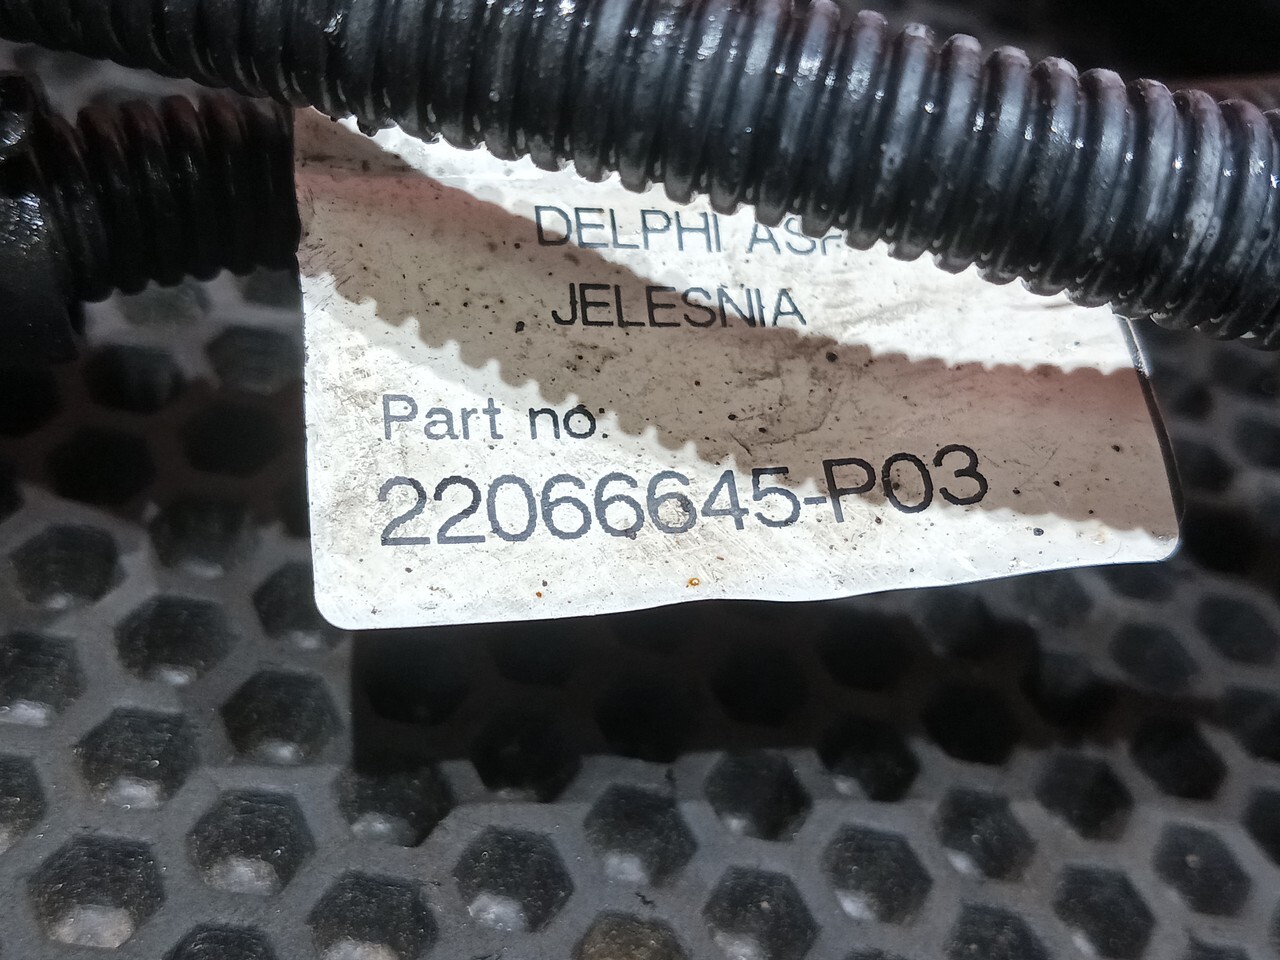 DELPHI
JELESNIA
Part no:
22066645-P03